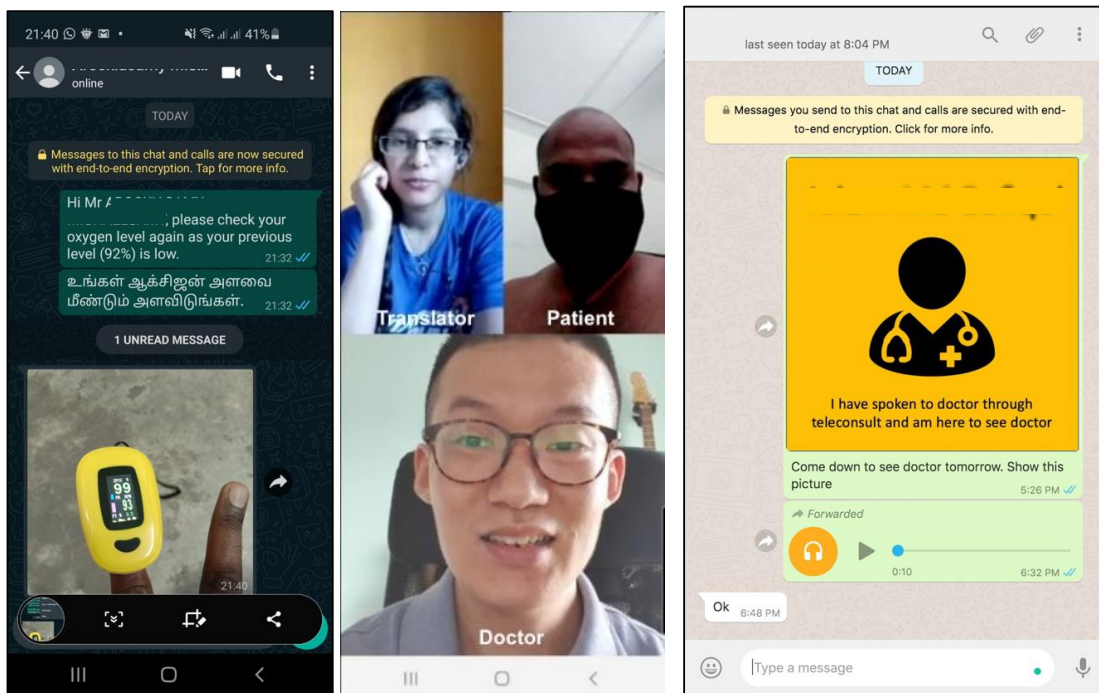 21:40 41%
online
TODAY
Messages to this chat and calls are now secured
with end-to-end encryption. Tap for more info.
Hi Mr
, please check your
oxygen level again as your previous
level (92%) is low. 21:32
உங்கள் ஆக்சிஜன் அளவை
மீண்டும் அளவிடுங்கள். 21:32
1 UNREAD MESSAGE
99
93
21:40
Translator
Patient
Doctor
last seen today at 8:04 PM
TODAY
Messages you send to this chat and calls are secured with end-
to-end encryption. Click for more info.
I have spoken to doctor through
teleconsult and am here to see doctor
Come down to see doctor tomorrow. Show this
picture 5:26 PM
Forwarded
0:10 6:32 PM
Ok 6:48 PM
Type a message